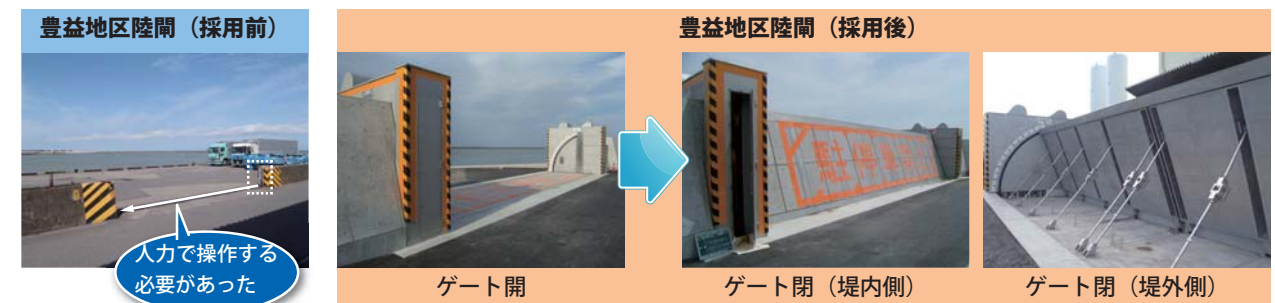 豊益地区陸閘（採用前）
人力で操作する
必要があった
豊益地区陸閘（採用後）
ゲート開
ゲート閉（堤内側）
ゲート閉（堤外側）